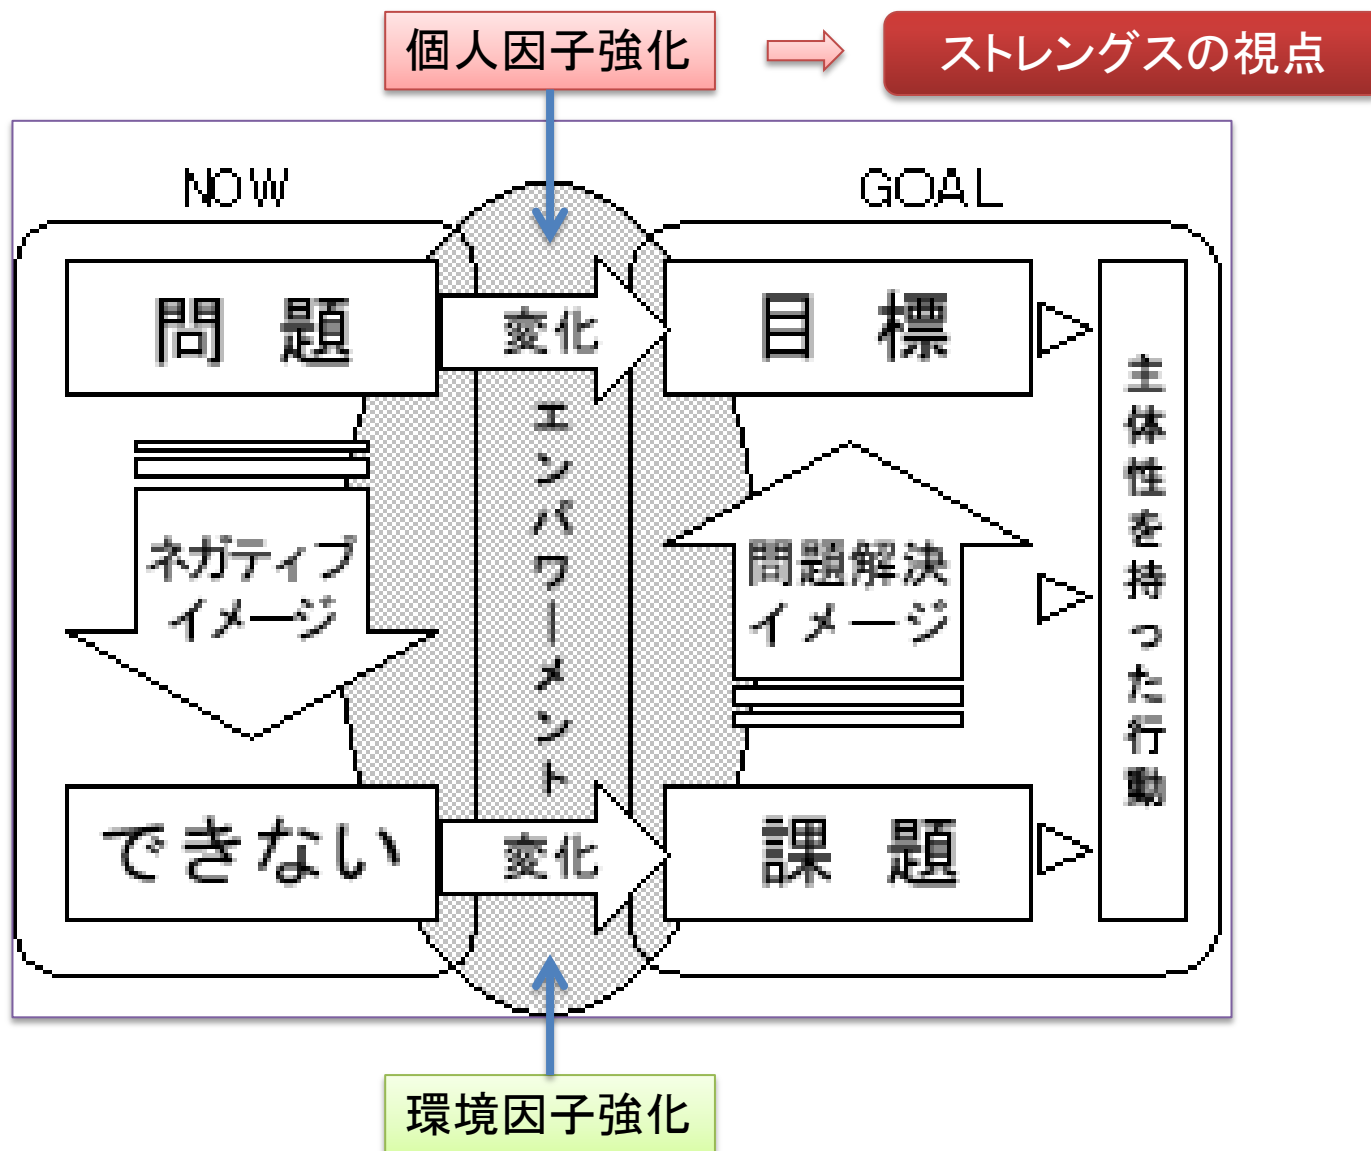 個人因子強化
ストレングスの視点
NOW
GOAL
問題
変化
目標
エンパワーメント
主体性を持った行動
ネガティブ
イメージ
問題解決
イメージ
できない
変化
課題
環境因子強化